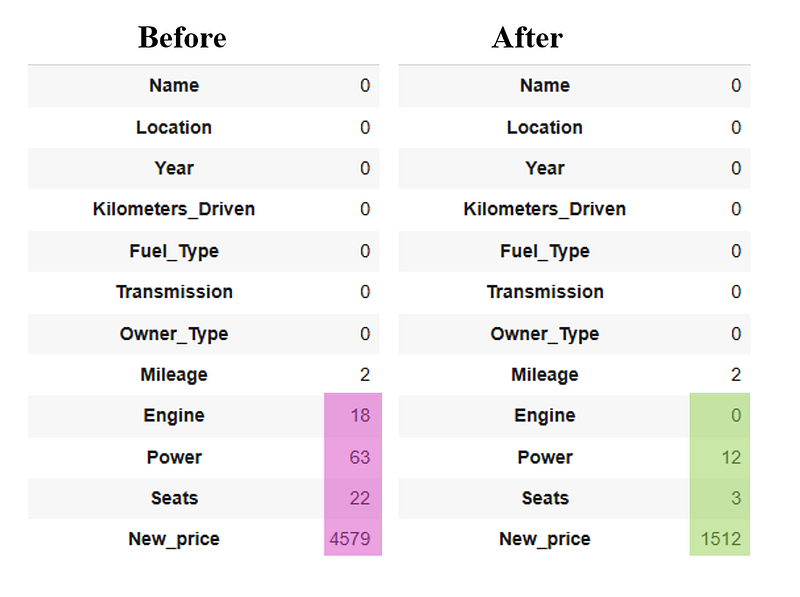 Before After
Name 0 Name 0
Location 0 Location 0
Year 0 Year 0
Kilometers_Driven 0 Kilometers_Driven 0
Fuel_Type 0 Fuel_Type 0
Transmission 0 Transmission 0
Owner_Type 0 Owner_Type 0
Mileage 2 Mileage 2
Engine 18 Engine 0
Power 63 Power 12
Seats 22 Seats 3
New_price 4579 New_price 1512